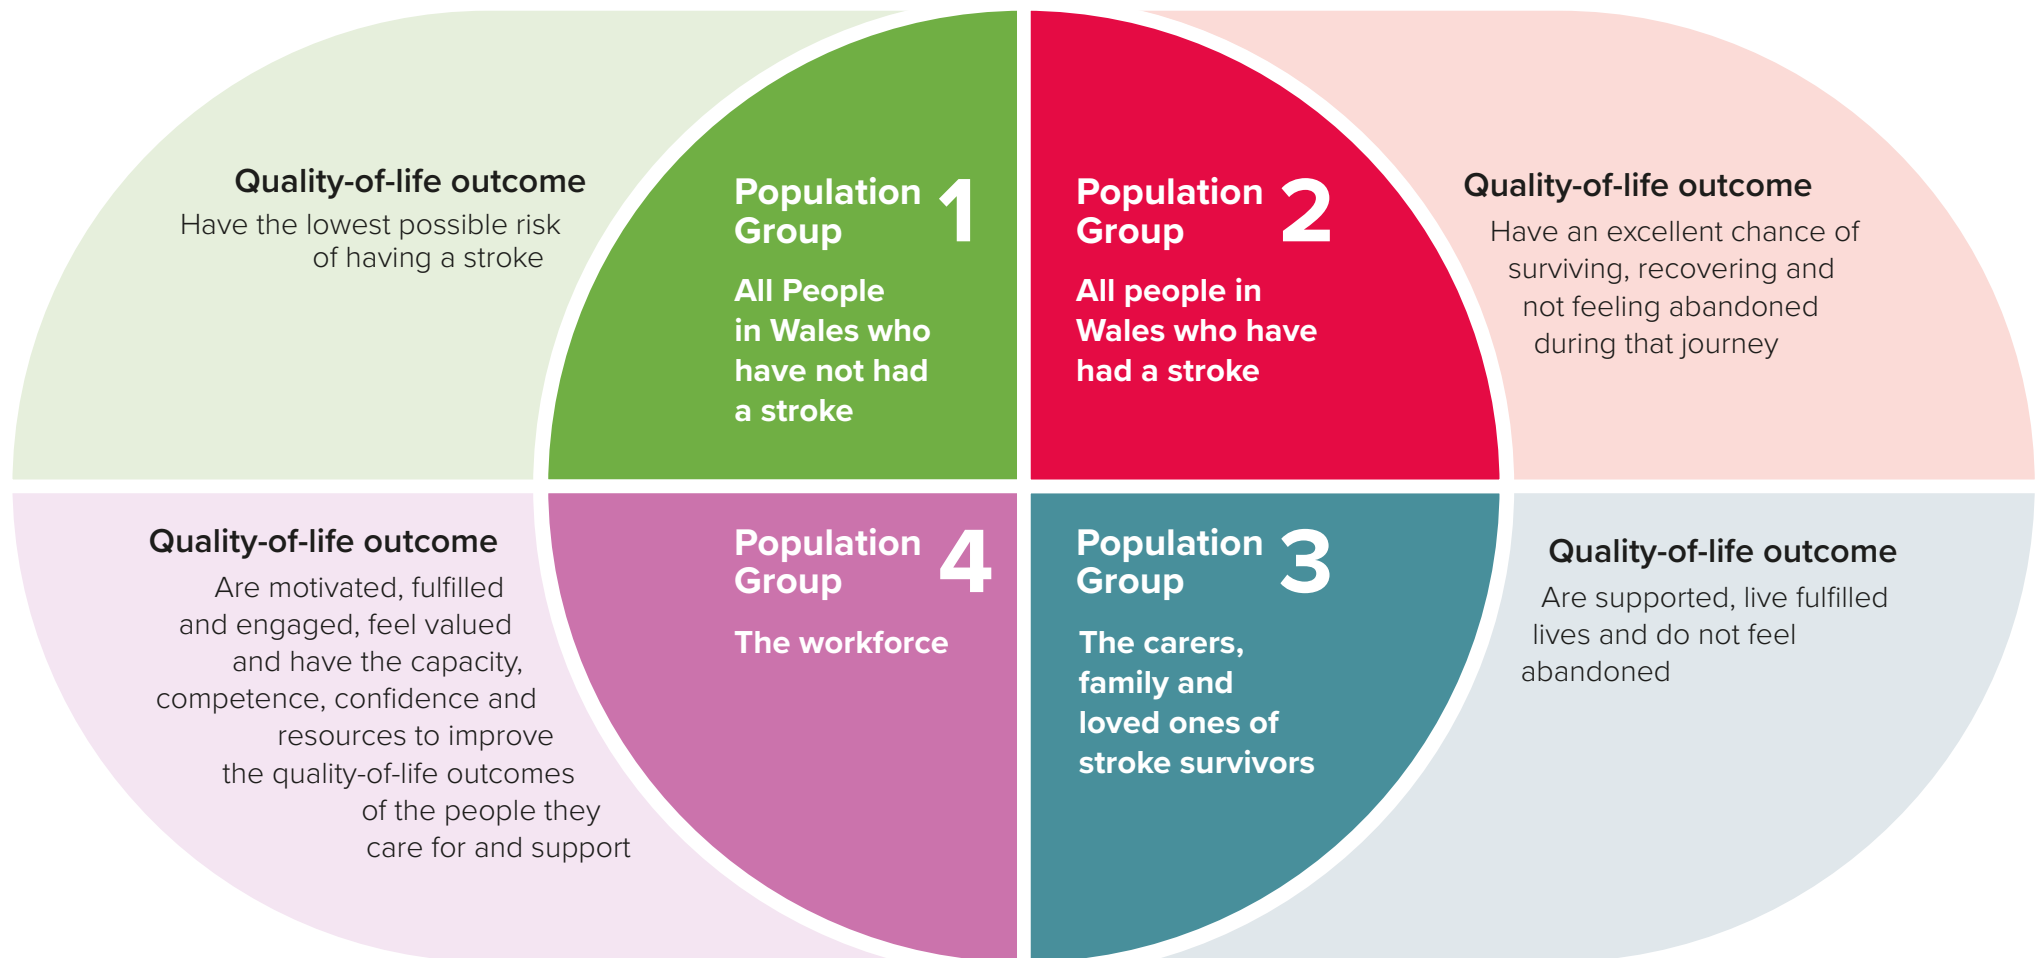 Quality-of-life outcome
Have the lowest possible risk
of having a stroke
Population
Group
1
All People
in Wales who
have not had
a stroke
Population
Group
2
All people in
Wales who have
had a stroke
Quality-of-life outcome
Have an excellent chance of
surviving, recovering and
not feeling abandoned
during that journey
Quality-of-life outcome
Are motivated, fulfilled
and engaged, feel valued
and have the capacity,
competence, confidence and
resources to improve
the quality-of-life outcomes
of the people they
care for and support
Population
Group
4
The workforce
Population
Group
3
The carers,
family and
loved ones of
stroke survivors
Quality-of-life outcome
Are supported, live fulfilled
lives and do not feel
abandoned